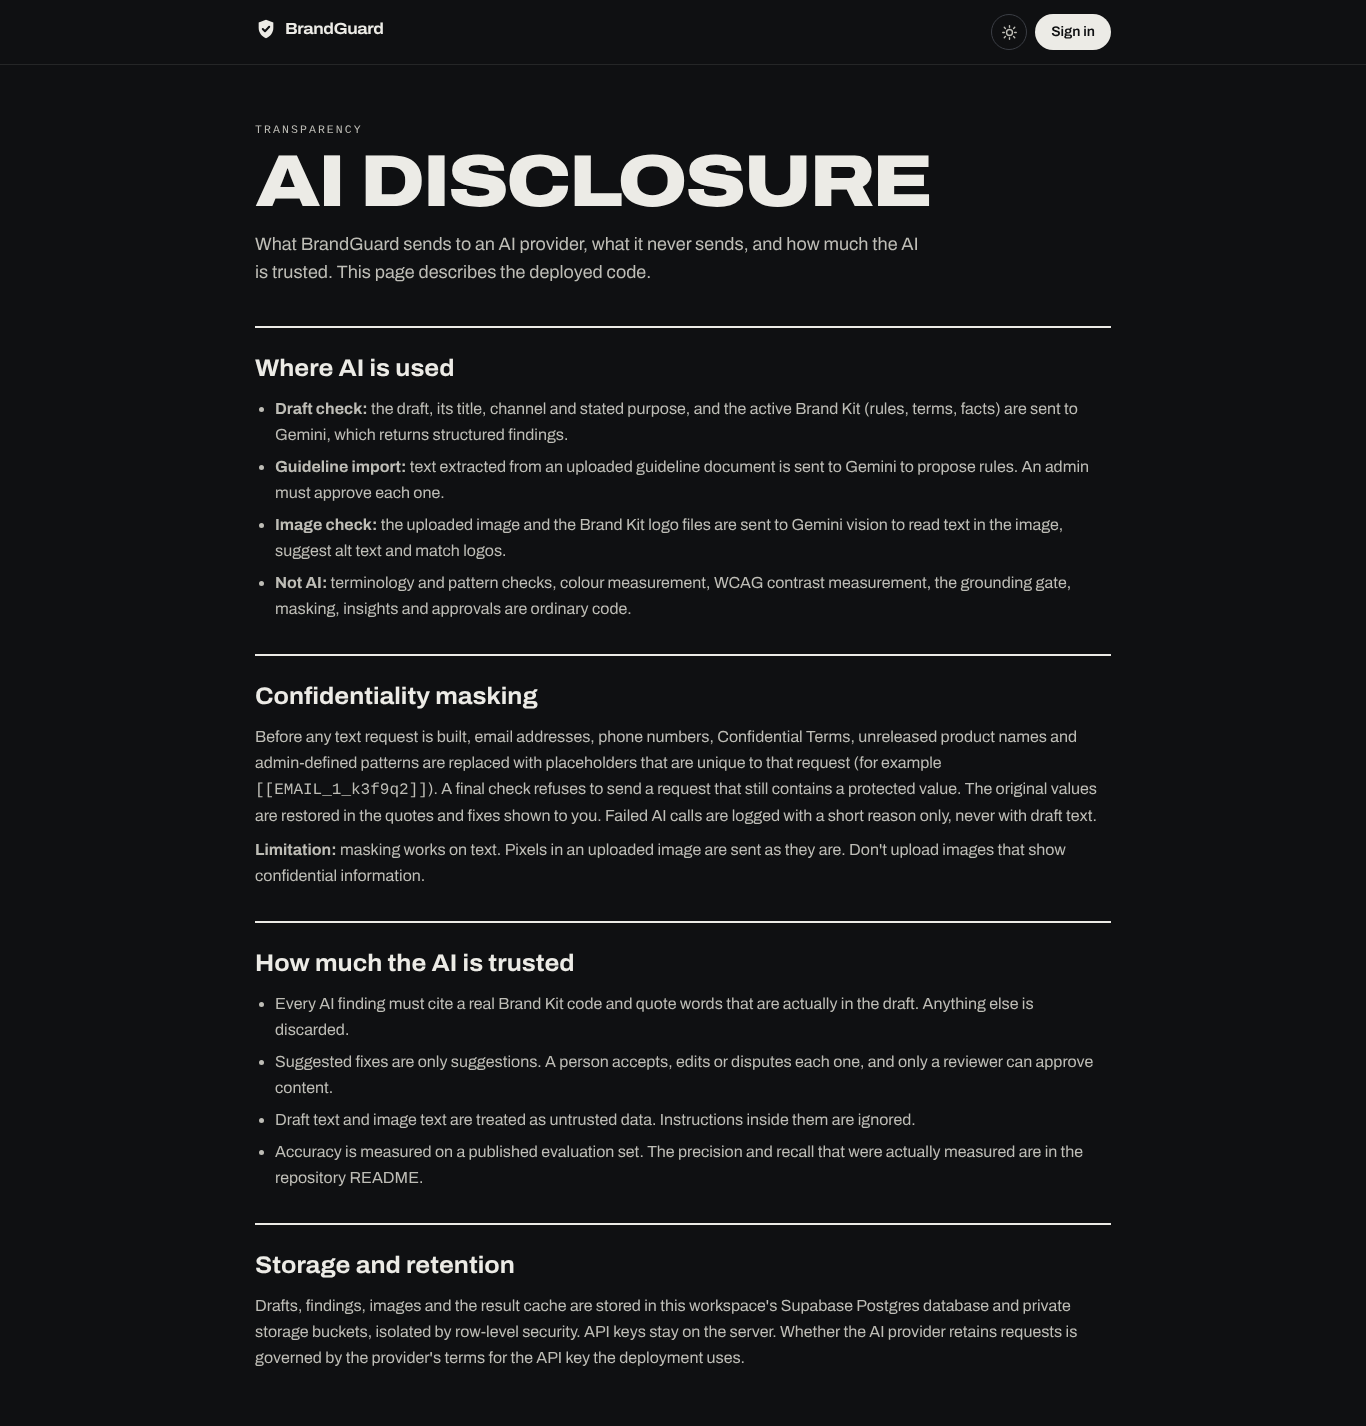 BrandGuard
Sign in
TRANSPARENCY
AI DISCLOSURE
What BrandGuard sends to an AI provider, what it never sends, and how much the AI
is trusted. This page describes the deployed code.
Where AI is used
• Draft check: the draft, its title, channel and stated purpose, and the active Brand Kit (rules, terms, facts) are sent to
Gemini, which returns structured findings.
• Guideline import: text extracted from an uploaded guideline document is sent to Gemini to propose rules. An admin
must approve each one.
• Image check: the uploaded image and the Brand Kit logo files are sent to Gemini vision to read text in the image,
suggest alt text and match logos.
• Not AI: terminology and pattern checks, colour measurement, WCAG contrast measurement, the grounding gate,
masking, insights and approvals are ordinary code.
Confidentiality masking
Before any text request is built, email addresses, phone numbers, Confidential Terms, unreleased product names and
admin-defined patterns are replaced with placeholders that are unique to that request (for example
[[EMAIL_1_k3f9q2]]). A final check refuses to send a request that still contains a protected value. The original values
are restored in the quotes and fixes shown to you. Failed AI calls are logged with a short reason only, never with draft text.
Limitation: masking works on text. Pixels in an uploaded image are sent as they are. Don't upload images that show
confidential information.
How much the AI is trusted
• Every AI finding must cite a real Brand Kit code and quote words that are actually in the draft. Anything else is
discarded.
• Suggested fixes are only suggestions. A person accepts, edits or disputes each one, and only a reviewer can approve
content.
• Draft text and image text are treated as untrusted data. Instructions inside them are ignored.
• Accuracy is measured on a published evaluation set. The precision and recall that were actually measured are in the
repository README.
Storage and retention
Drafts, findings, images and the result cache are stored in this workspace's Supabase Postgres database and private
storage buckets, isolated by row-level security. API keys stay on the server. Whether the AI provider retains requests is
governed by the provider's terms for the API key the deployment uses.